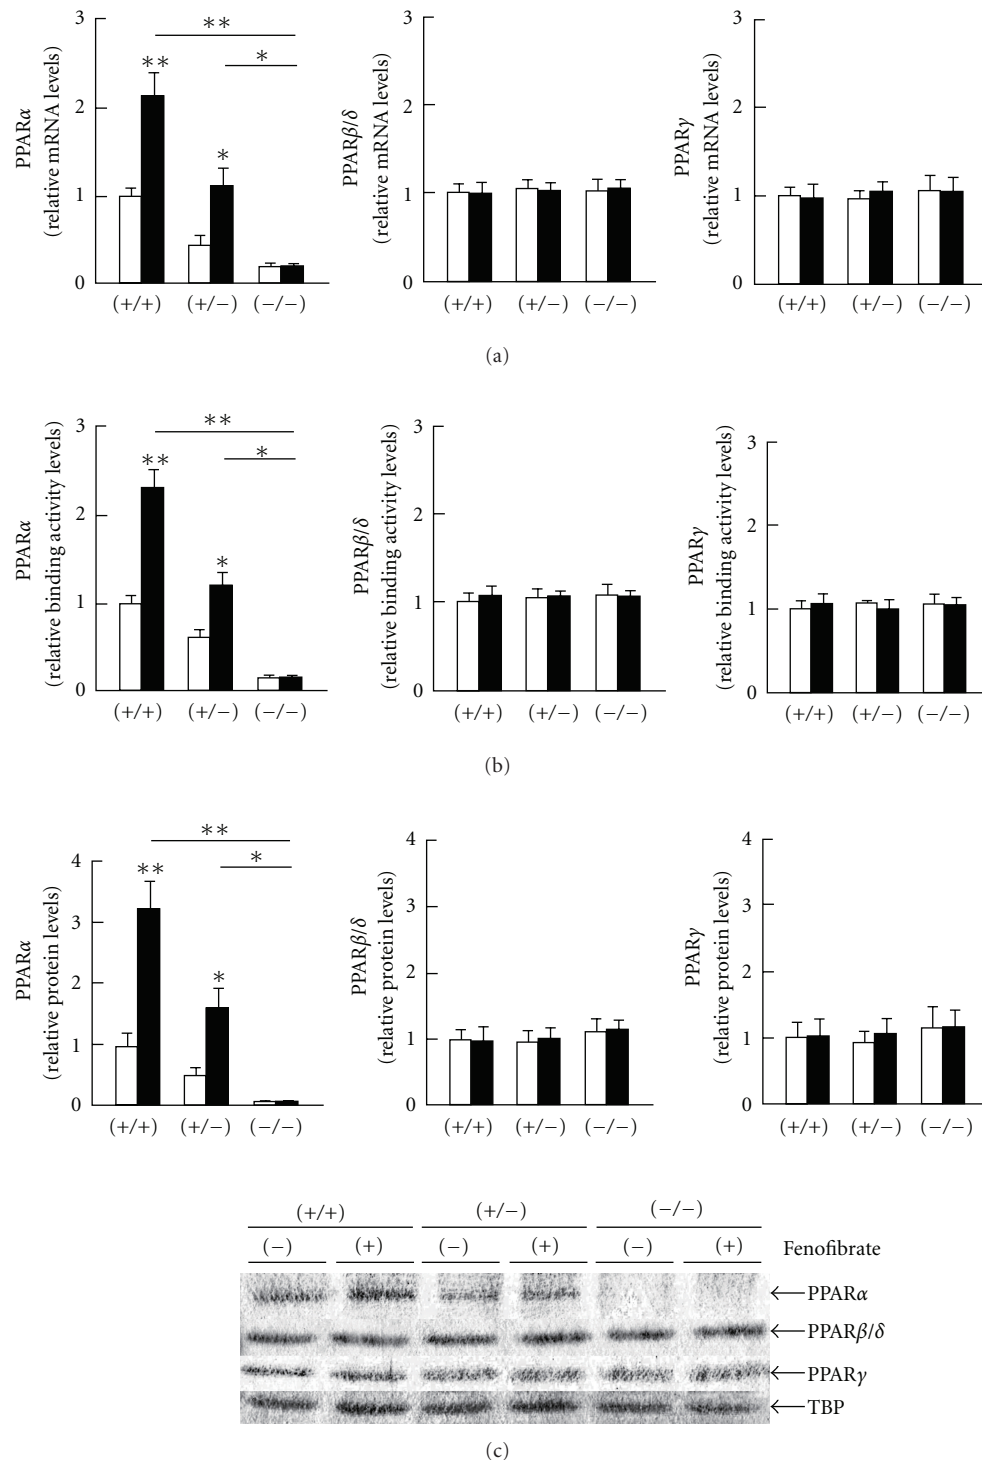 PPARα
(relative mRNA levels)
3
2
1
0
**
**
*
*
(+/+) (+/−) (−/−)
PPARβ/δ
(relative mRNA levels)
3
2
1
0
(+/+) (+/−) (−/−)
PPARγ
(relative mRNA levels)
3
2
1
0
(+/+) (+/−) (−/−)
(a)
PPARα
(relative binding activity levels)
3
2
1
0
**
**
*
*
(+/+) (+/−) (−/−)
PPARβ/δ
(relative binding activity levels)
3
2
1
0
(+/+) (+/−) (−/−)
PPARγ
(relative binding activity levels)
3
2
1
0
(+/+) (+/−) (−/−)
(b)
PPARα
(relative protein levels)
4
3
2
1
0
**
**
*
*
(+/+) (+/−) (−/−)
PPARβ/δ
(relative protein levels)
4
3
2
1
0
(+/+) (+/−) (−/−)
PPARγ
(relative protein levels)
4
3
2
1
0
(+/+) (+/−) (−/−)
(+/+) (+/−) (−/−)
(−) (+) (−) (+) (−) (+) Fenofibrate
PPARα
PPARβ/δ
PPARγ
TBP
(c)